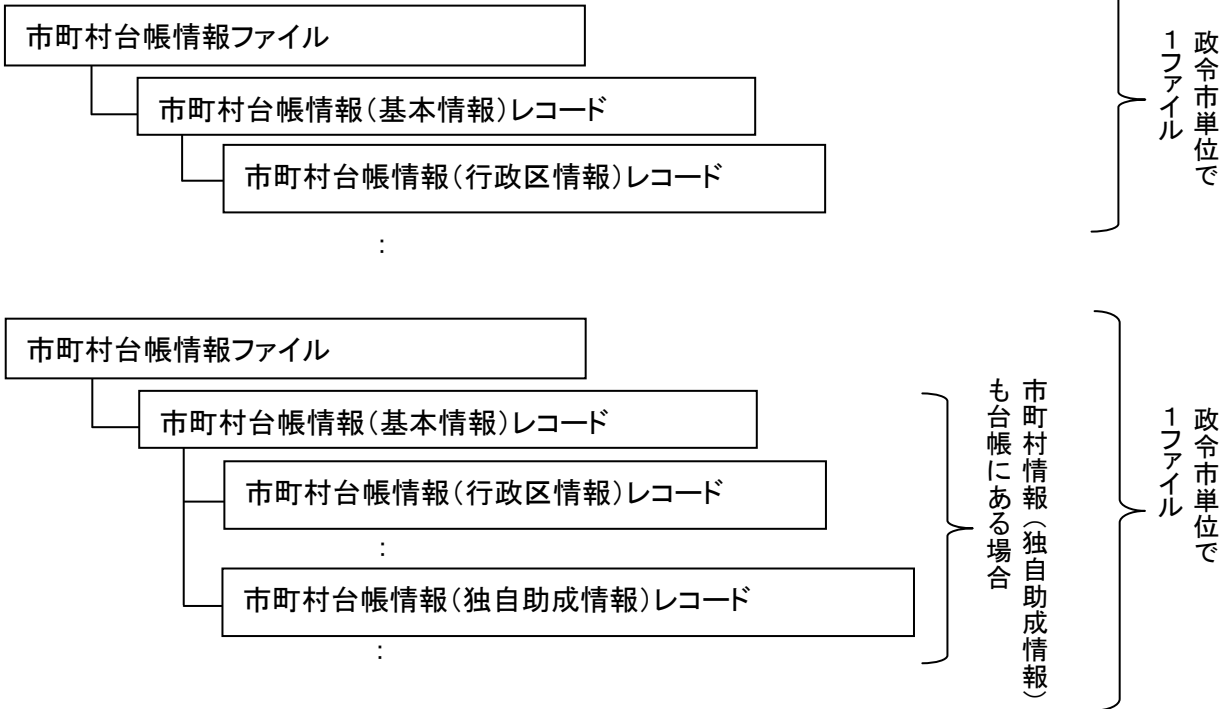 市町村台帳情報ファイル
市町村台帳情報(基本情報)レコード
市町村台帳情報(行政区情報)レコード
:
政令市単位で
1ファイル
市町村台帳情報ファイル
市町村台帳情報(基本情報)レコード
市町村台帳情報(行政区情報)レコード
:
市町村台帳情報(独自助成情報)レコード
:
市町村情報(独自助成情報)
も台帳にある場合
政令市単位で
1ファイル